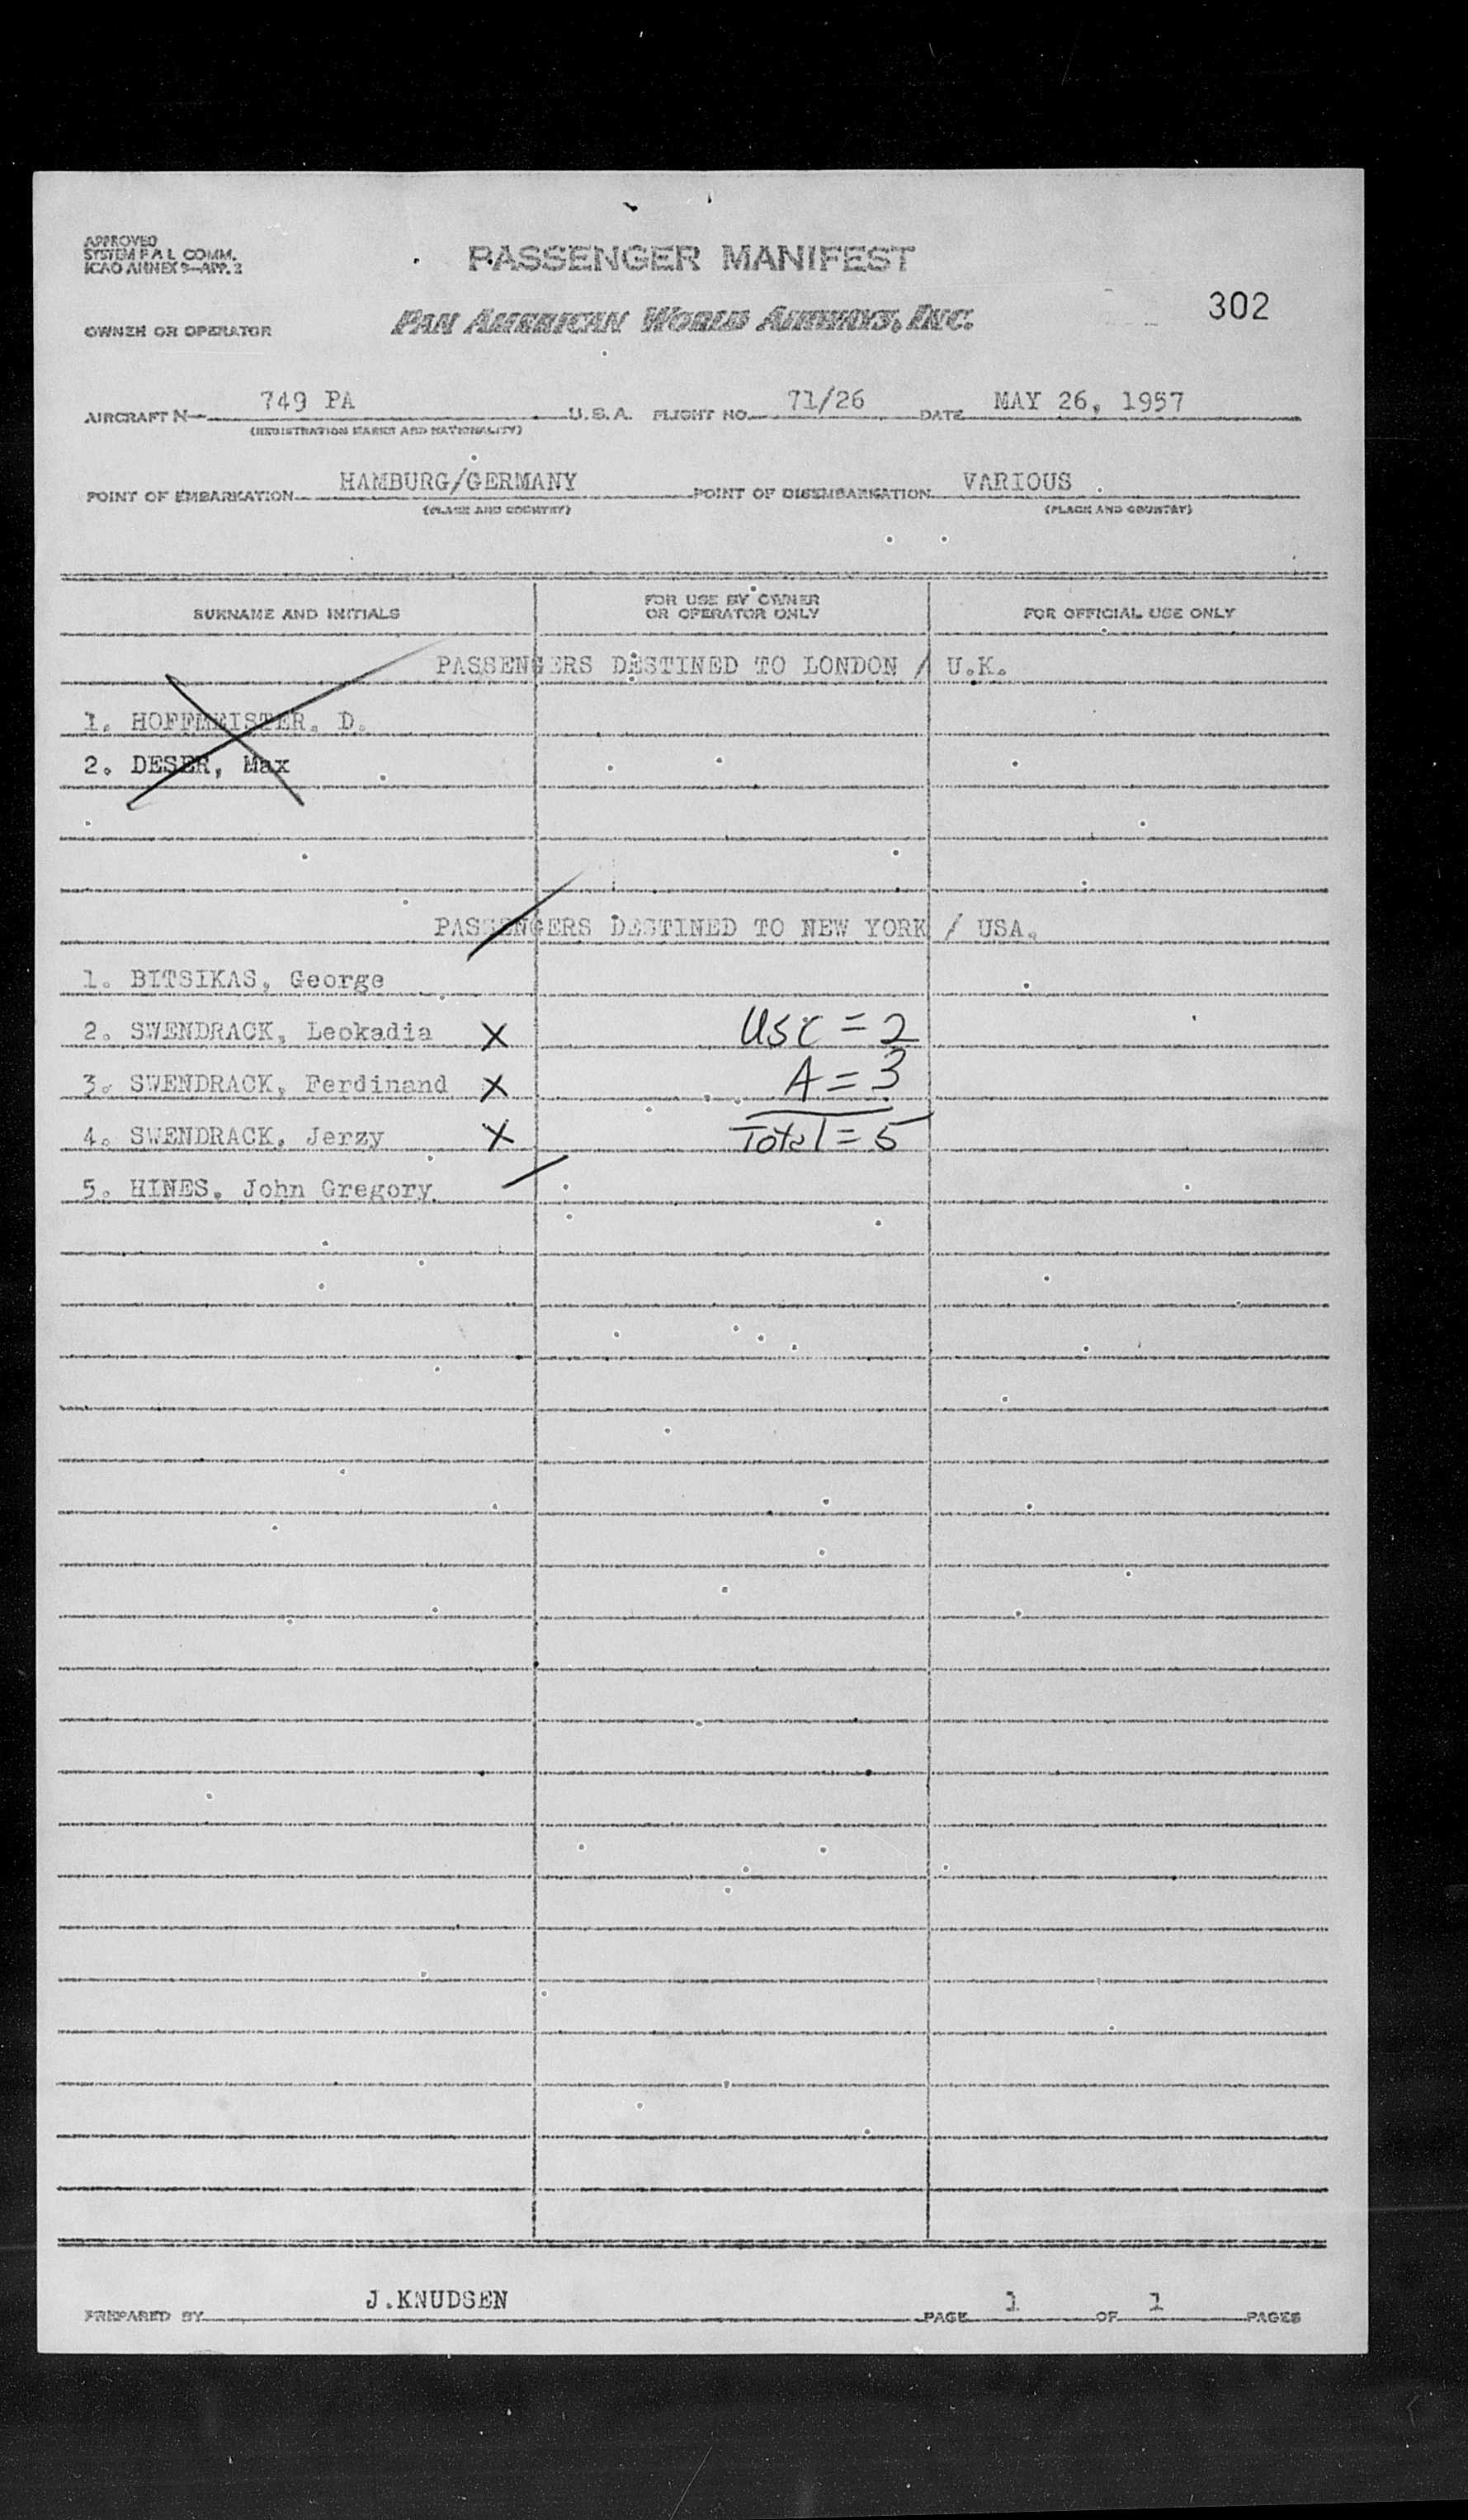 APPROVED
SYSTEM F A L COMM.
ICAO ANNEX 9—APP. 2
PASSENGER MANIFEST
302
OWNER OR OPERATOR
PAN AMERICAN WORLD AIRWAYS, INC.
AIRCRAFT N— 749 PA U. S. A. FLIGHT NO. 71/26 DATE MAY 26, 1957
(REGISTRATION MARKS AND NATIONALITY)
POINT OF EMBARKATION HAMBURG/GERMANY POINT OF DISEMBARKATION VARIOUS
(PLACE AND COUNTRY) (PLACE AND COUNTRY)
SURNAME AND INITIALS FOR USE BY OWNER OR OPERATOR ONLY FOR OFFICIAL USE ONLY
PASSENGERS DESTINED TO LONDON / U.K.
1. HOFFMEISTER, D.
2. DESER, Max
PASSENGERS DESTINED TO NEW YORK / USA.
1. BITSIKAS, George
2. SWENDRACK, Leokadia X USC = 2
3. SWENDRACK, Ferdinand X A = 3
4. SWENDRACK, Jerzy X Total = 5
5. HINES, John Gregory.
PREPARED BY J.KNUDSEN PAGE 1 OF 1 PAGES